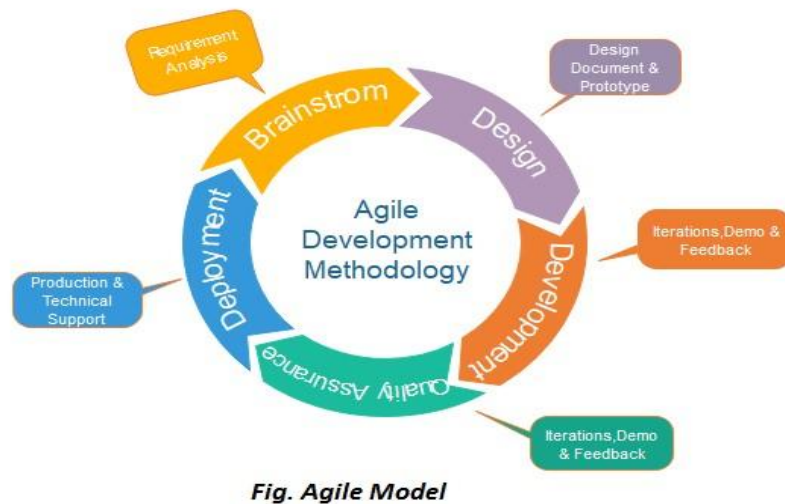 Requirement
Analysis
Brainstrom
Design
Document &
Prototype
Design
Iterations,Demo &
Feedback
Development
Agile
Development
Methodology
Deployment
Production &
Technical
Support
Quality Assurance
Iterations,Demo
& Feedback
Fig. Agile Model